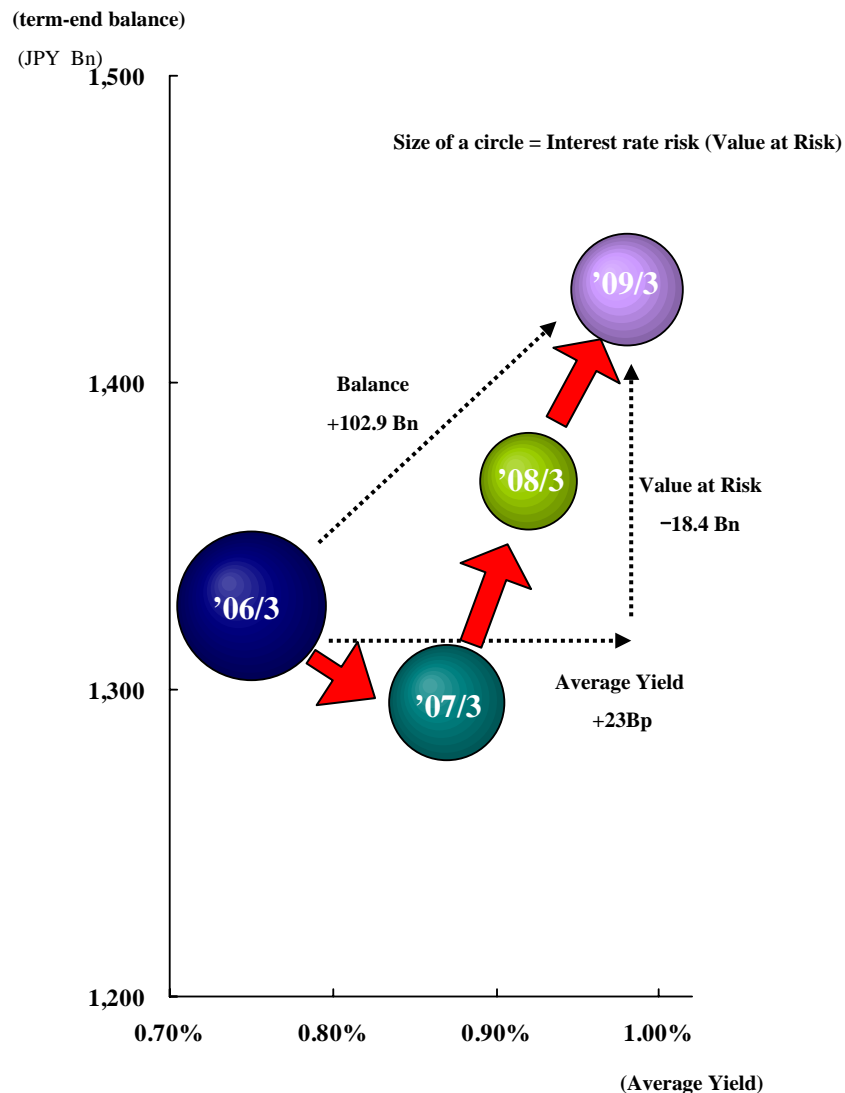 (term-end balance)
(JPY Bn)
1,500
Size of a circle = Interest rate risk (Value at Risk)
’09/3
1,400
Balance
+102.9 Bn
’08/3
Value at Risk
−18.4 Bn
’06/3
1,300
Average Yield
’07/3
+23Bp
1,200
0.70% 0.80% 0.90% 1.00%
(Average Yield)